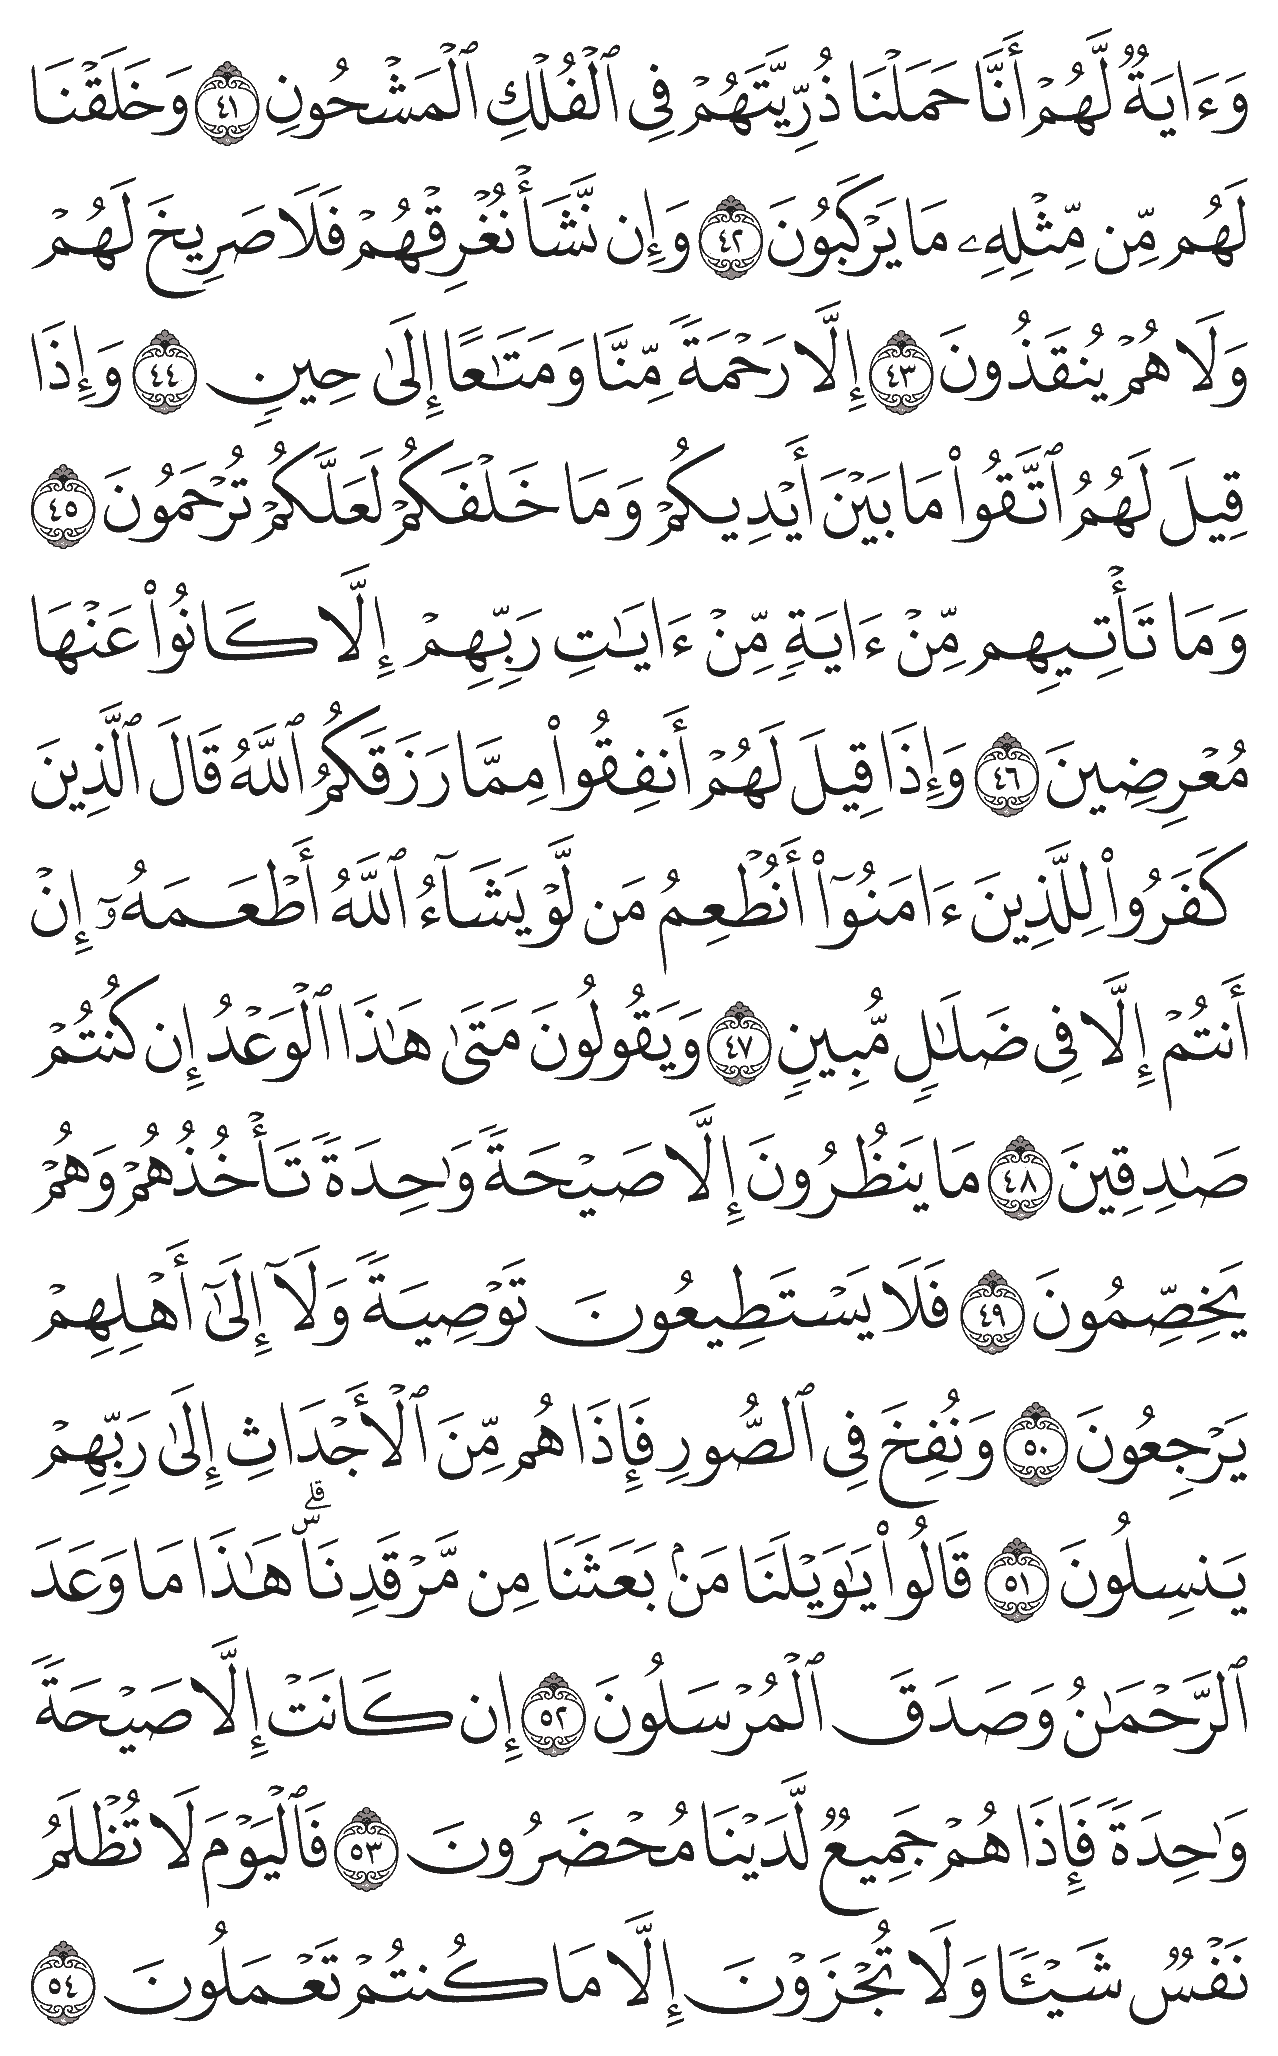 وَءَايَةٌ لَّهُمْ أَنَّا حَمَلْنَا ذُرِّيَّتَهُمْ فِى ٱلْفُلْكِ ٱلْمَشْحُونِ ٤١ وَخَلَقْنَا
لَهُم مِّن مِّثْلِهِۦ مَا يَرْكَبُونَ ٤٢ وَإِن نَّشَأْ نُغْرِقْهُمْ فَلَا صَرِيخَ لَهُمْ
وَلَا هُمْ يُنقَذُونَ ٤٣ إِلَّا رَحْمَةً مِّنَّا وَمَتَٰعًا إِلَىٰ حِينٍ ٤٤ وَإِذَا
قِيلَ لَهُمُ ٱتَّقُوا۟ مَا بَيْنَ أَيْدِيكُمْ وَمَا خَلْفَكُمْ لَعَلَّكُمْ تُرْحَمُونَ ٤٥
وَمَا تَأْتِيهِم مِّنْ ءَايَةٍ مِّنْ ءَايَٰتِ رَبِّهِمْ إِلَّا كَانُوا۟ عَنْهَا
مُعْرِضِينَ ٤٦ وَإِذَا قِيلَ لَهُمْ أَنفِقُوا۟ مِمَّا رَزَقَكُمُ ٱللَّهُ قَالَ ٱلَّذِينَ
كَفَرُوا۟ لِلَّذِينَ ءَامَنُوٓا۟ أَنُطْعِمُ مَن لَّوْ يَشَآءُ ٱللَّهُ أَطْعَمَهُۥٓ إِنْ
أَنتُمْ إِلَّا فِى ضَلَٰلٍ مُّبِينٍ ٤٧ وَيَقُولُونَ مَتَىٰ هَٰذَا ٱلْوَعْدُ إِن كُنتُمْ
صَٰدِقِينَ ٤٨ مَا يَنظُرُونَ إِلَّا صَيْحَةً وَٰحِدَةً تَأْخُذُهُمْ وَهُمْ
يَخِصِّمُونَ ٤٩ فَلَا يَسْتَطِيعُونَ تَوْصِيَةً وَلَآ إِلَىٰٓ أَهْلِهِمْ
يَرْجِعُونَ ٥٠ وَنُفِخَ فِى ٱلصُّورِ فَإِذَا هُم مِّنَ ٱلْأَجْدَاثِ إِلَىٰ رَبِّهِمْ
يَنسِلُونَ ٥١ قَالُوا۟ يَٰوَيْلَنَا مَنۢ بَعَثَنَا مِن مَّرْقَدِنَاۜۗ هَٰذَا مَا وَعَدَ
ٱلرَّحْمَٰنُ وَصَدَقَ ٱلْمُرْسَلُونَ ٥٢ إِن كَانَتْ إِلَّا صَيْحَةً
وَٰحِدَةً فَإِذَا هُمْ جَمِيعٌ لَّدَيْنَا مُحْضَرُونَ ٥٣ فَٱلْيَوْمَ لَا تُظْلَمُ
نَفْسٌ شَيْـًٔا وَلَا تُجْزَوْنَ إِلَّا مَا كُنتُمْ تَعْمَلُونَ ٥٤